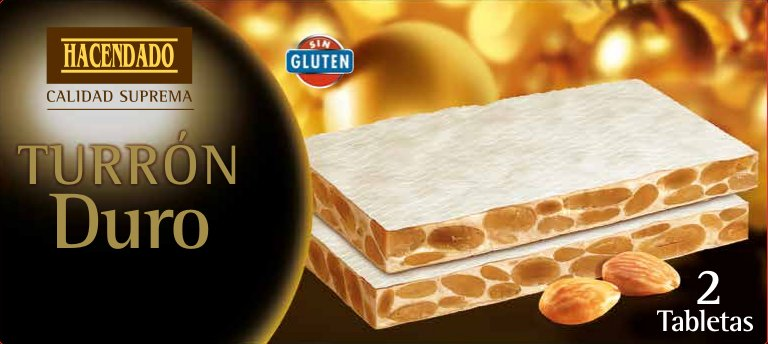 HACENDADO
CALIDAD SUPREMA
TURRÓN
Duro
SIN
GLUTEN
2
Tabletas